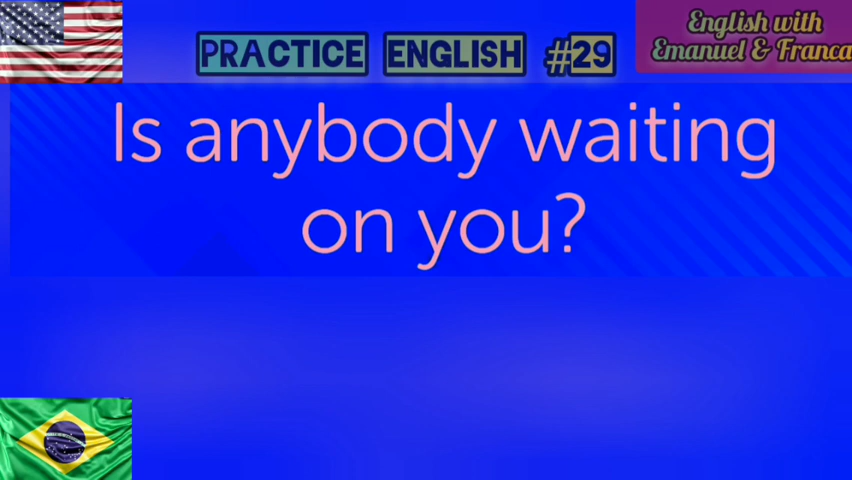 PRACTICE ENGLISH #29
English with
Emanuel & Franca
Is anybody waiting
on you?